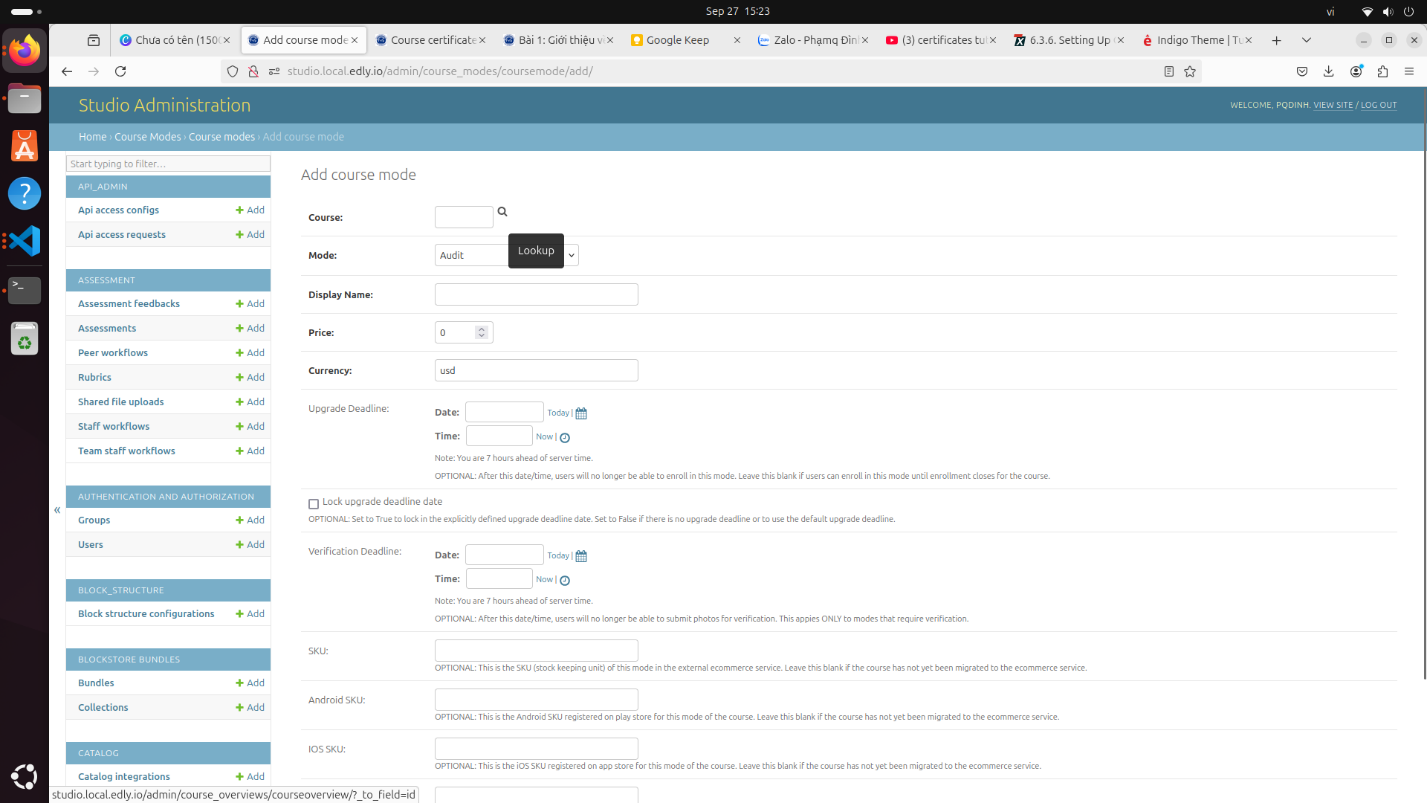 Sep 27 15:23
vi
Chưa có tên (150
Add course mode
Course certificate
Bài 1: Giới thiệu v
Google Keep
Zalo - Phamq Đìn
(3) certificates tu
6.3.6. Setting Up
Indigo Theme | Tu
studio.local.edly.io/admin/course_modes/coursemode/add/
Studio Administration
WELCOME, PQDINH. VIEW SITE / LOG OUT
Home › Course Modes › Course modes › Add course mode
Start typing to filter…
API_ADMIN
Api access configs Add
Api access requests Add
ASSESSMENT
Assessment feedbacks Add
Assessments Add
Peer workflows Add
Rubrics Add
Shared file uploads Add
Staff workflows Add
Team staff workflows Add
AUTHENTICATION AND AUTHORIZATION
Groups Add
Users Add
BLOCK_STRUCTURE
Block structure configurations Add
BLOCKSTORE BUNDLES
Bundles Add
Collections Add
CATALOG
Catalog integrations Add
«
Add course mode
Course:
Lookup
Mode: Audit
Display Name:
Price: 0
Currency: usd
Upgrade Deadline:
Date: Today |
Time: Now |
Note: You are 7 hours ahead of server time.
OPTIONAL: After this date/time, users will no longer be able to enroll in this mode. Leave this blank if users can enroll in this mode until enrollment closes for the course.
Lock upgrade deadline date
OPTIONAL: Set to True to lock in the explicitly defined upgrade deadline date. Set to False if there is no upgrade deadline or to use the default upgrade deadline.
Verification Deadline:
Date: Today |
Time: Now |
Note: You are 7 hours ahead of server time.
OPTIONAL: After this date/time, users will no longer be able to submit photos for verification. This appies ONLY to modes that require verification.
SKU:
OPTIONAL: This is the SKU (stock keeping unit) of this mode in the external ecommerce service. Leave this blank if the course has not yet been migrated to the ecommerce service.
Android SKU:
OPTIONAL: This is the Android SKU registered on play store for this mode of the course. Leave this blank if the course has not yet been migrated to the ecommerce service.
IOS SKU:
OPTIONAL: This is the iOS SKU registered on app store for this mode of the course. Leave this blank if the course has not yet been migrated to the ecommerce service.
studio.local.edly.io/admin/course_overviews/courseoverview/?_to_field=id